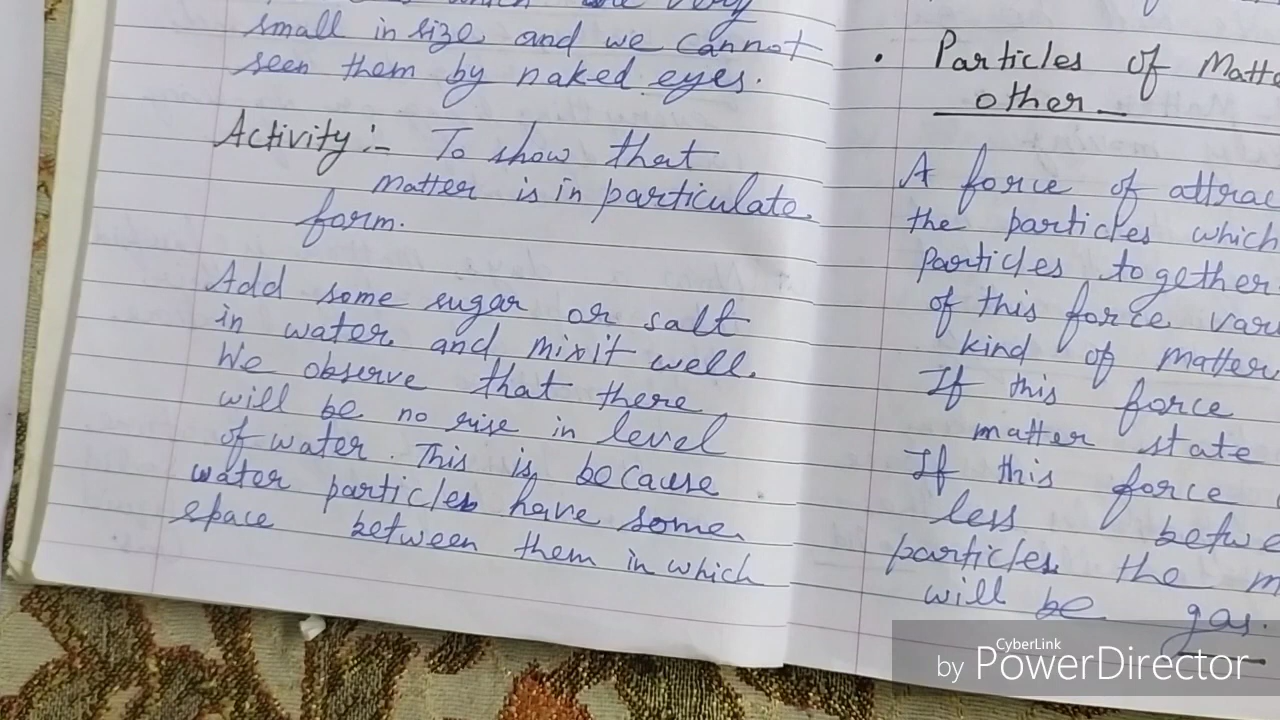 small in size and we cannot
seen them by naked eyes.
Activity :- To show that
matter is in particulate
form.
Add some sugar or salt
in water and mix it well.
We observe that there
will be no rise in level
of water. This is because
water particles have some
space between them in which
• Particles of Matte
other
A force of attrac
the particles which
particles together
of this force var
kind of matter
If this force
matter state
If this force
less betwe
particles the m
will be gas.
CyberLink
by PowerDirector